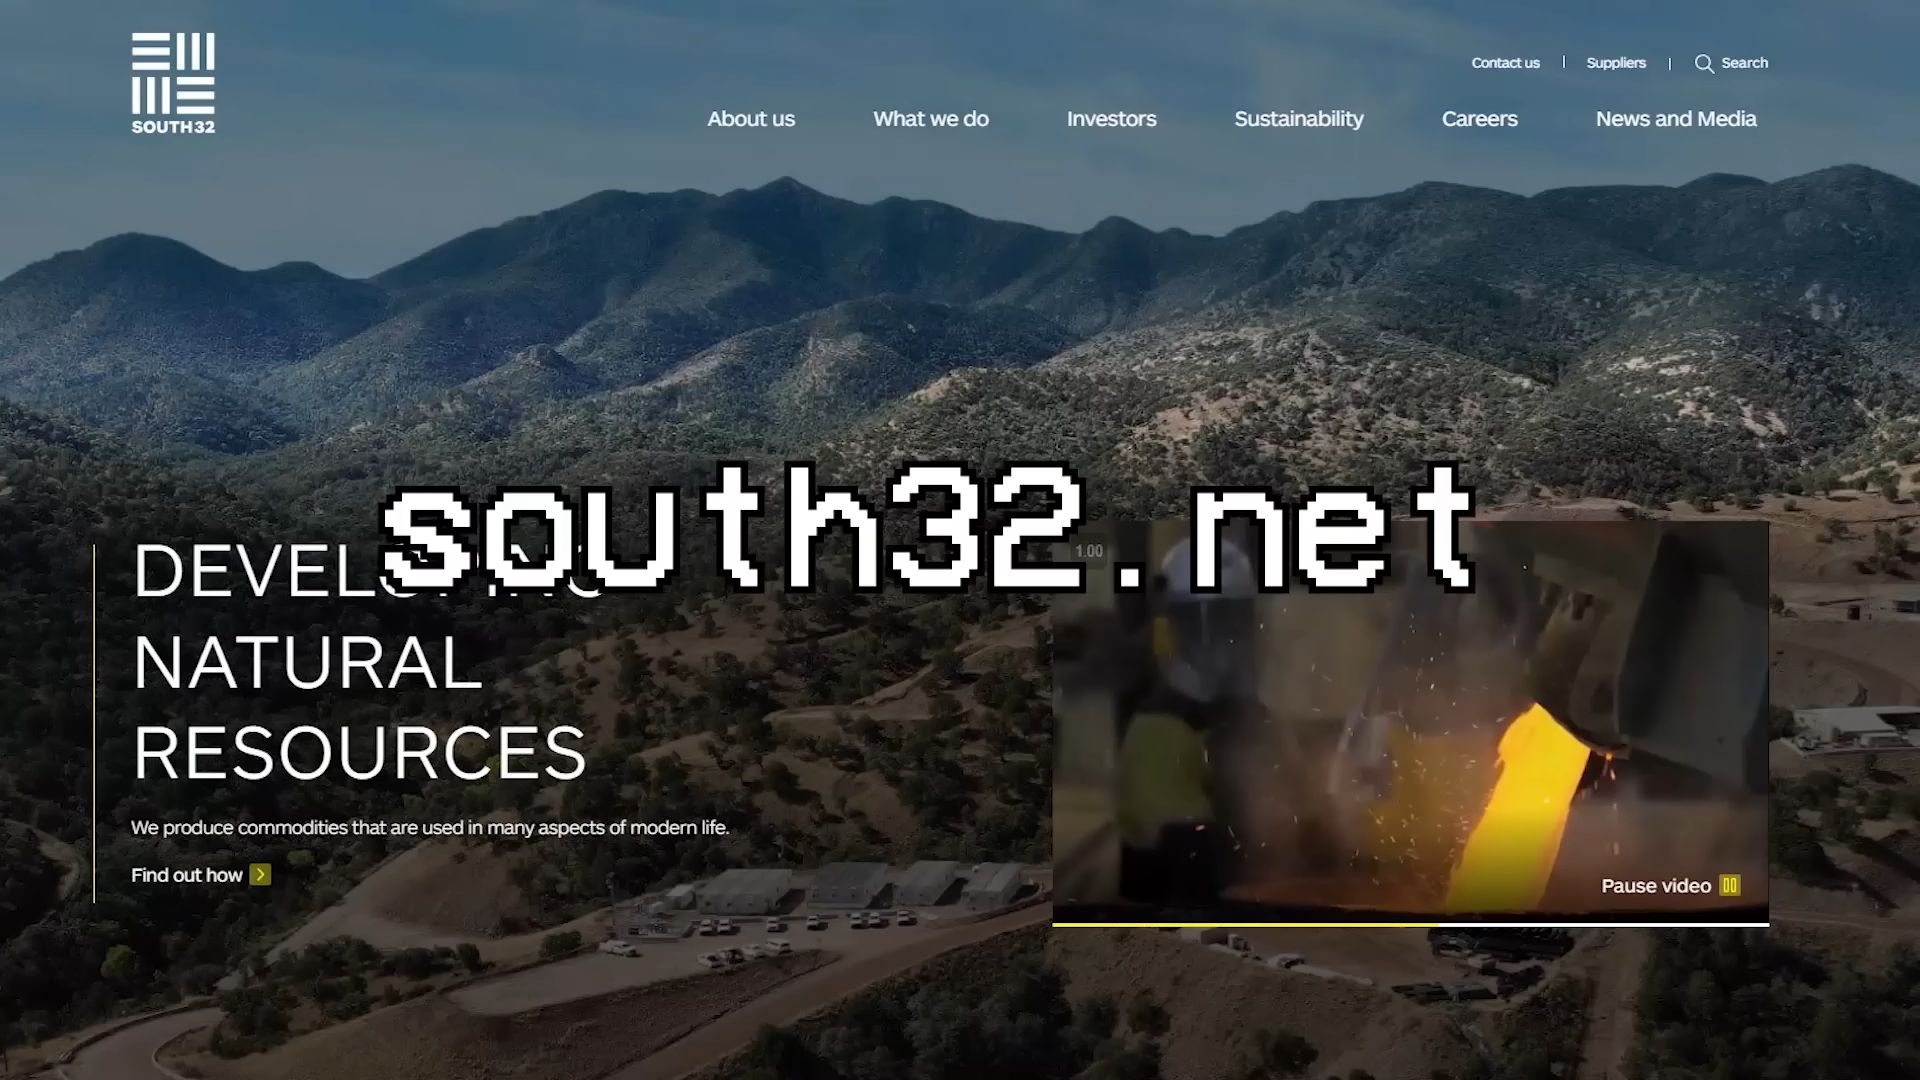 SOUTH32
Contact us
Suppliers
Search
About us
What we do
Investors
Sustainability
Careers
News and Media
south32.net
1.00
NATURAL
RESOURCES
We produce commodities that are used in many aspects of modern life.
Find out how
Pause video